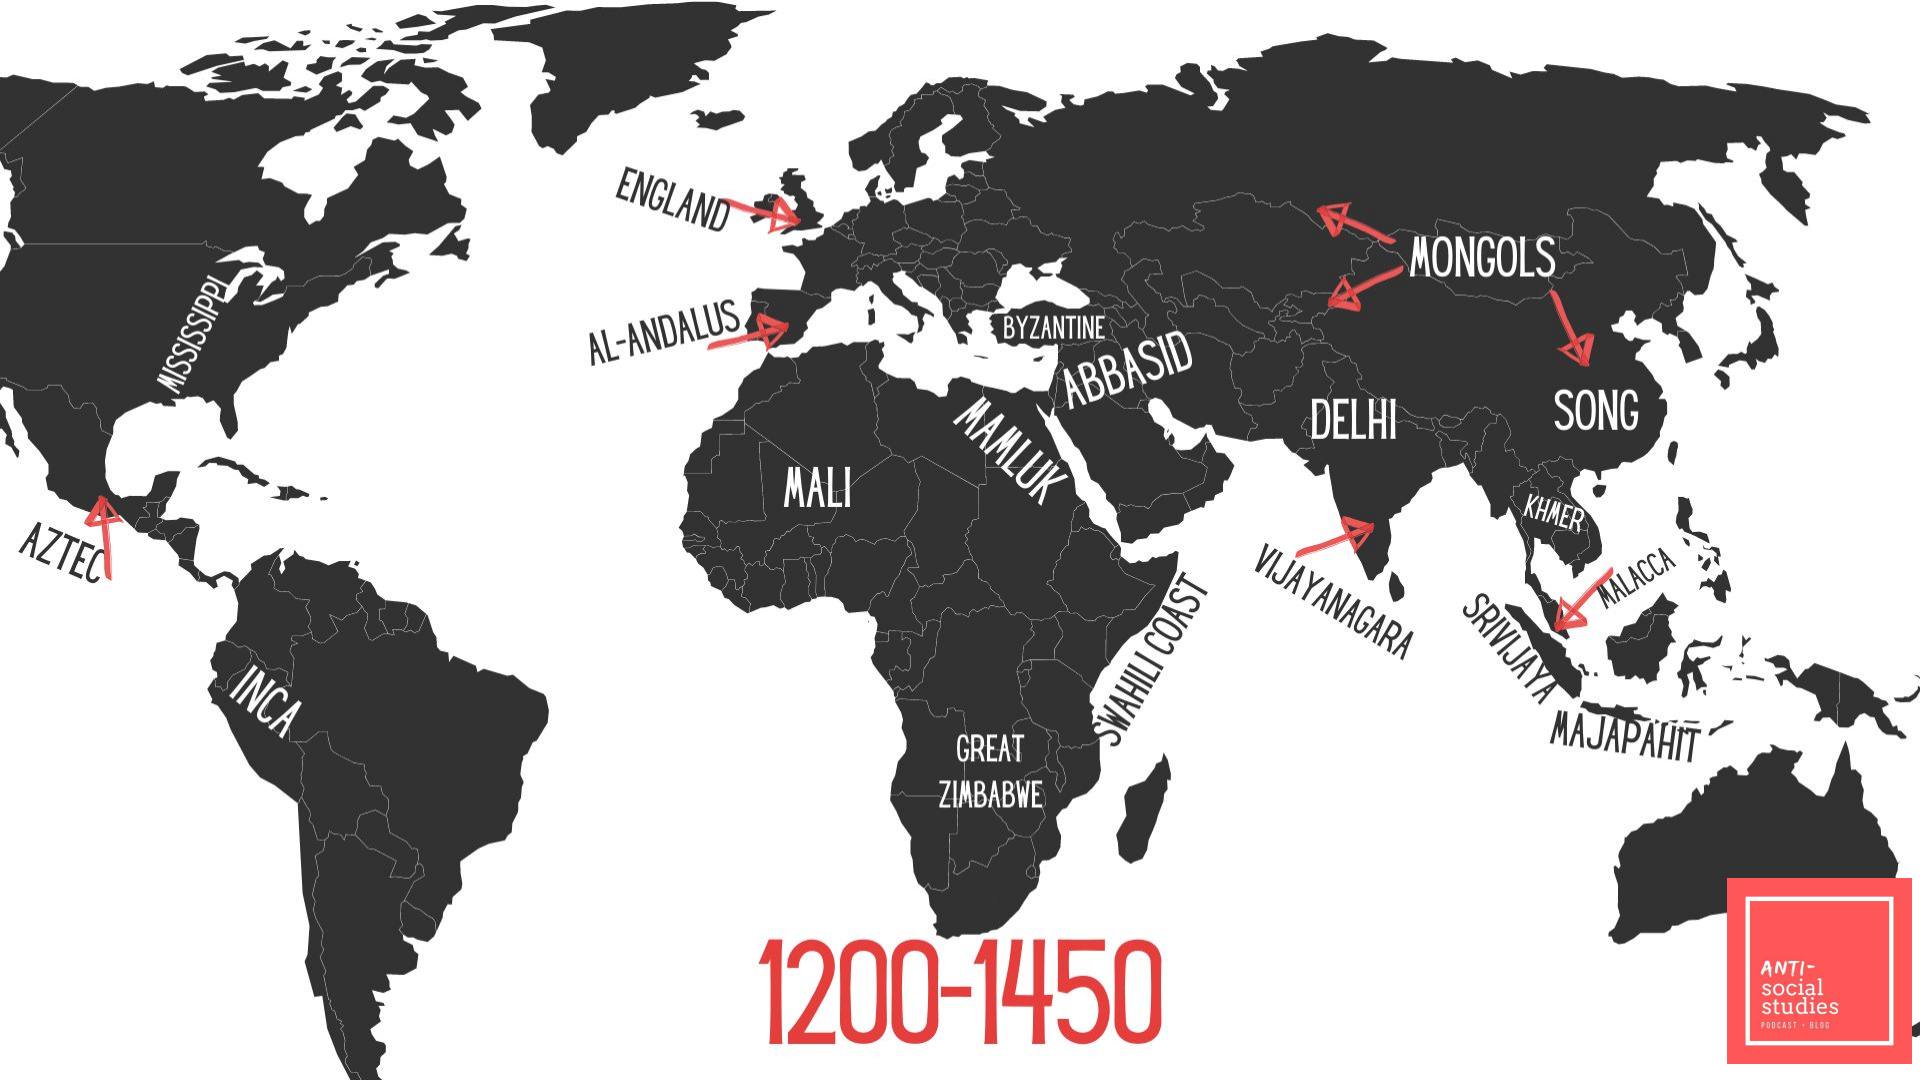 ENGLAND
MONGOLS
MISSISSIPPI
AL-ANDALUS
BYZANTINE
ABBASID
DELHI
SONG
MAMLUK
MALI
KHMER
AZTEC
VIJAYANAGARA
MALACCA
SRIVIJAYA
SWAHILI COAST
INCA
MAJAPAHIT
GREAT
ZIMBABWE
1200-1450
ANTI-
social
studies
PODCAST + BLOG